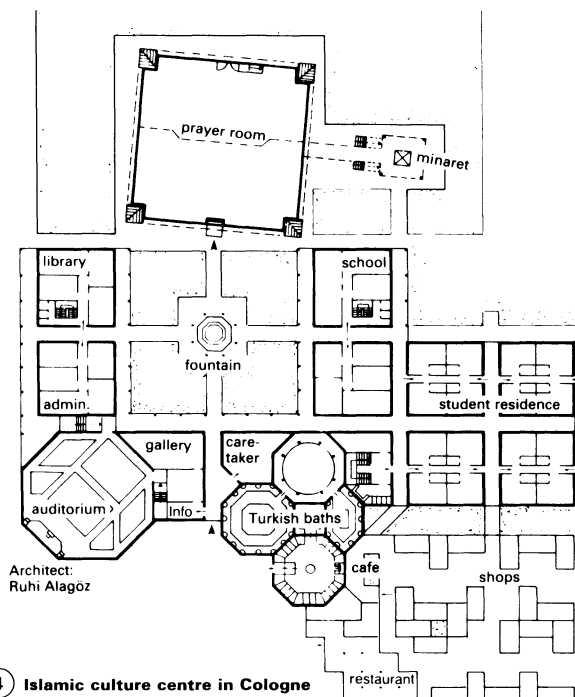 prayer room
minaret
library
school
fountain
admin.
student residence
gallery
care-
taker
auditorium
Info
Turkish baths
cafe
shops
Architect:
Ruhi Alagöz
restaurant
4 Islamic culture centre in Cologne